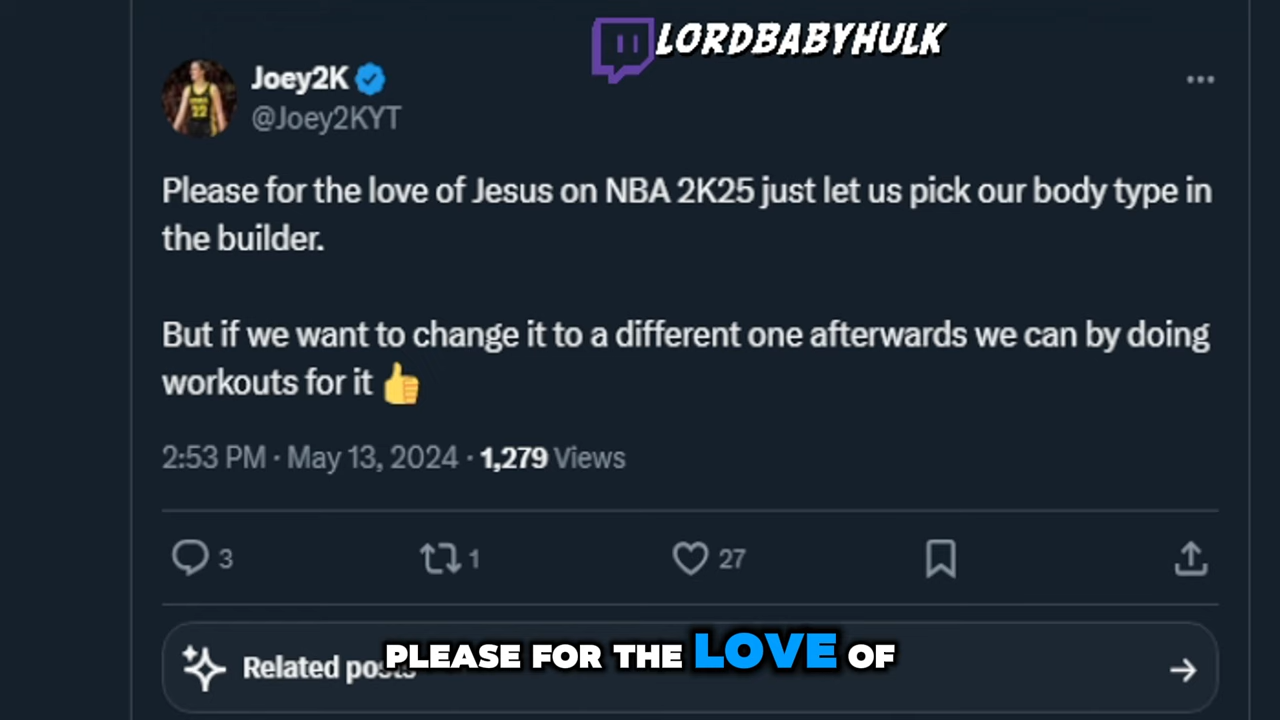 LORDBABYHULK
Joey2K
@Joey2KYT
Please for the love of Jesus on NBA 2K25 just let us pick our body type in
the builder.
But if we want to change it to a different one afterwards we can by doing
workouts for it 👍
2:53 PM · May 13, 2024 · 1,279 Views
3 1 27
Related posts
PLEASE FOR THE LOVE OF